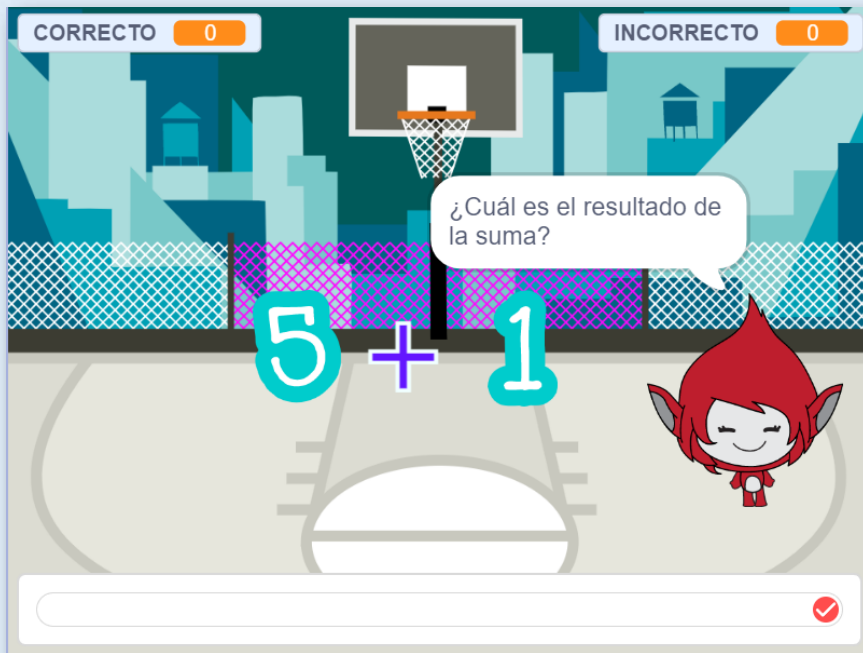 CORRECTO 0
INCORRECTO 0
¿Cuál es el resultado de
la suma?
5 + 1